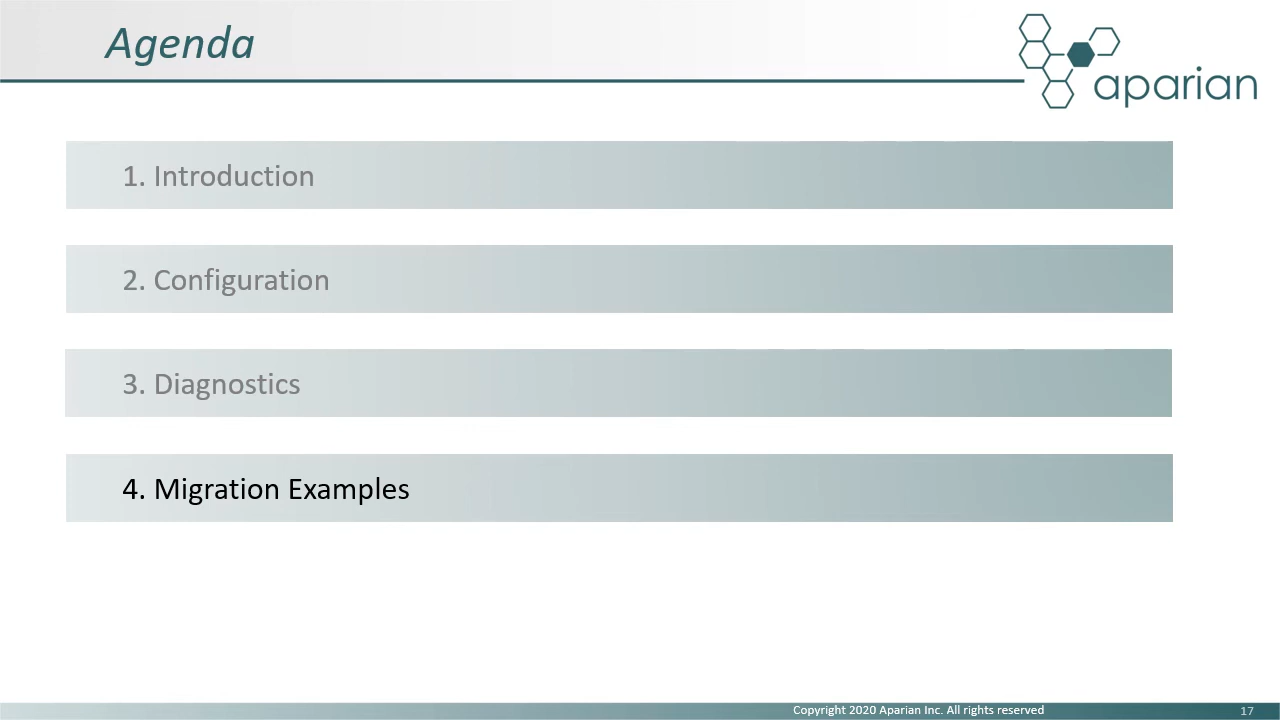 Agenda
aparian
1. Introduction
2. Configuration
3. Diagnostics
4. Migration Examples
Copyright 2020 Aparian Inc. All rights reserved
17